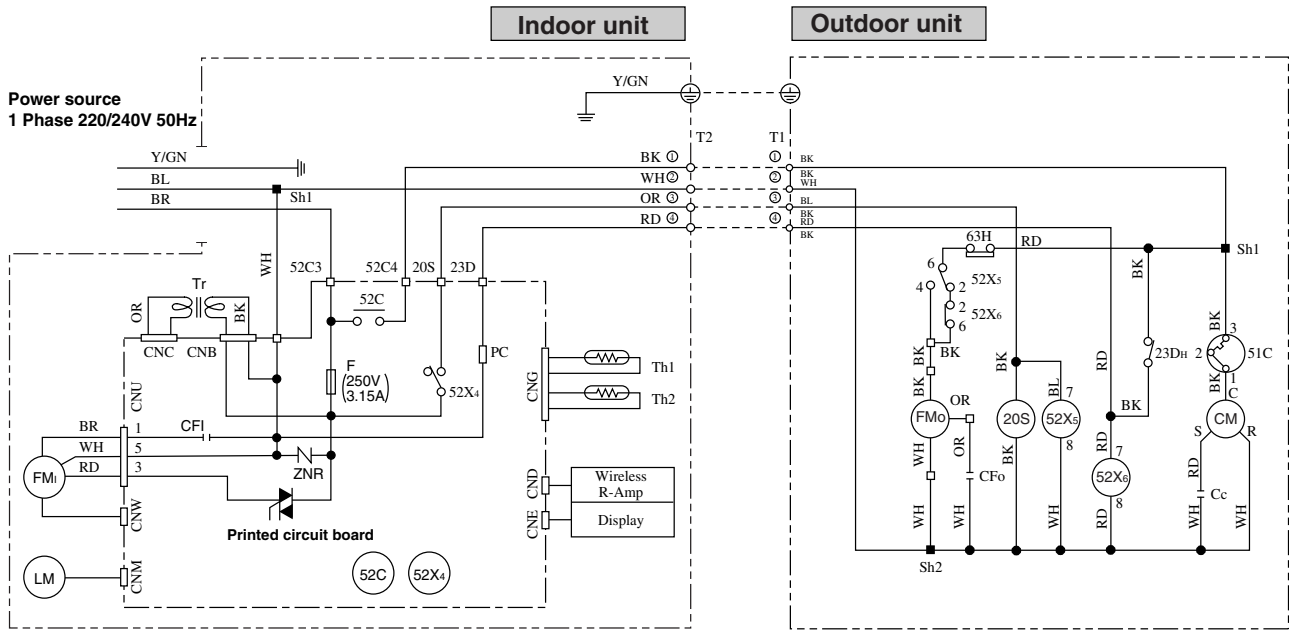 Indoor unit
Outdoor unit
Power source
1 Phase 220/240V 50Hz
Y/GN
T2
T1
Y/GN
BL
BR
Sh1
BK ①
WH ②
OR ③
RD ④
① BK
② BK
WH
③ BL
④ BK
RD
BK
WH
52C3
52C4
20S
23D
Tr
OR
BK
52C
CNC
CNB
F
(250V
3.15A)
PC
52X4
CNG
Th1
Th2
CNU
BR
WH
RD
1
5
3
CFI
ZNR
FMI
CNW
CND
CNE
Wireless
R-Amp
Display
Printed circuit board
LM
CNM
52C
52X4
63H
RD
Sh1
6
4
2
52X5
2
6
52X6
BK
BK
BK
BK
23DH
BK
3
2
51C
1
BK
C
BK
BL
RD
BK
FMO
OR
OR
20S
7
52X5
8
CM
S
R
WH
CFO
BK
RD
7
52X6
8
RD
RD
Cc
WH
WH
WH
WH
WH
Sh2